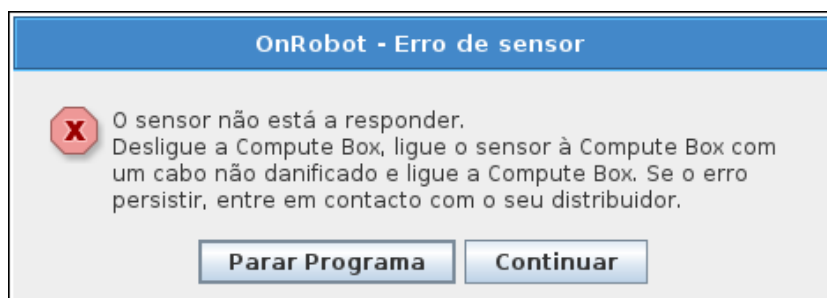 OnRobot - Erro de sensor
X
O sensor não está a responder.
Desligue a Compute Box, ligue o sensor à Compute Box com
um cabo não danificado e ligue a Compute Box. Se o erro
persistir, entre em contacto com o seu distribuidor.
Parar Programa
Continuar